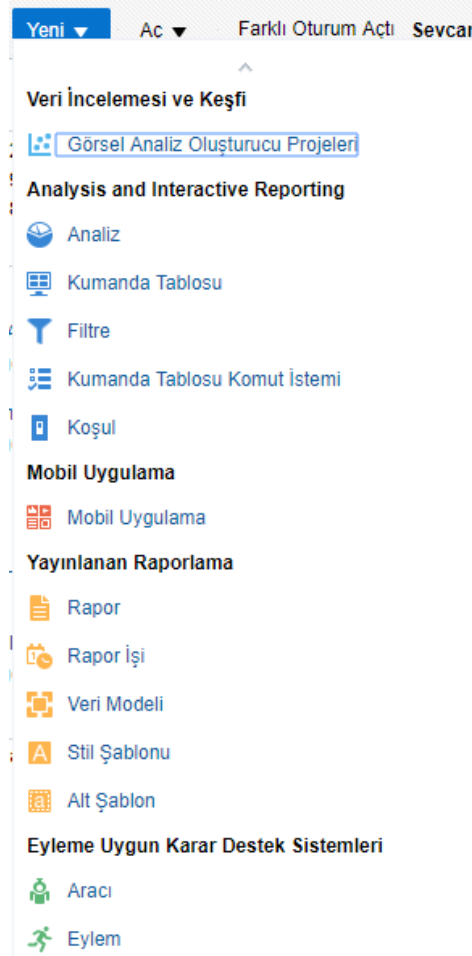 Yeni Aç Farklı Oturum Açtı Sevcan
Veri İncelemesi ve Keşfi
Görsel Analiz Oluşturucu Projeleri
Analysis and Interactive Reporting
Analiz
Kumanda Tablosu
Filtre
Kumanda Tablosu Komut İstemi
Koşul
Mobil Uygulama
Mobil Uygulama
Yayınlanan Raporlama
Rapor
Rapor İşi
Veri Modeli
Stil Şablonu
Alt Şablon
Eyleme Uygun Karar Destek Sistemleri
Aracı
Eylem